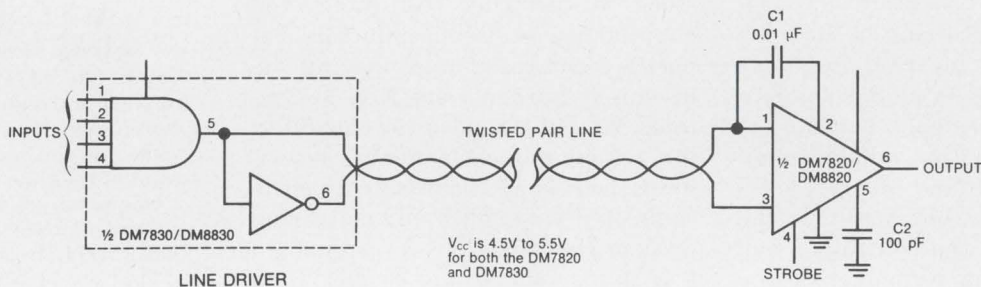 C1
0.01 µF
INPUTS
1
2
3
4
5
6
½ DM7830/DM8830
LINE DRIVER
TWISTED PAIR LINE
V_CC is 4.5V to 5.5V
for both the DM7820
and DM7830
1
2
3
½ DM7820/
DM8820
6
OUTPUT
5
4
STROBE
C2
100 pF